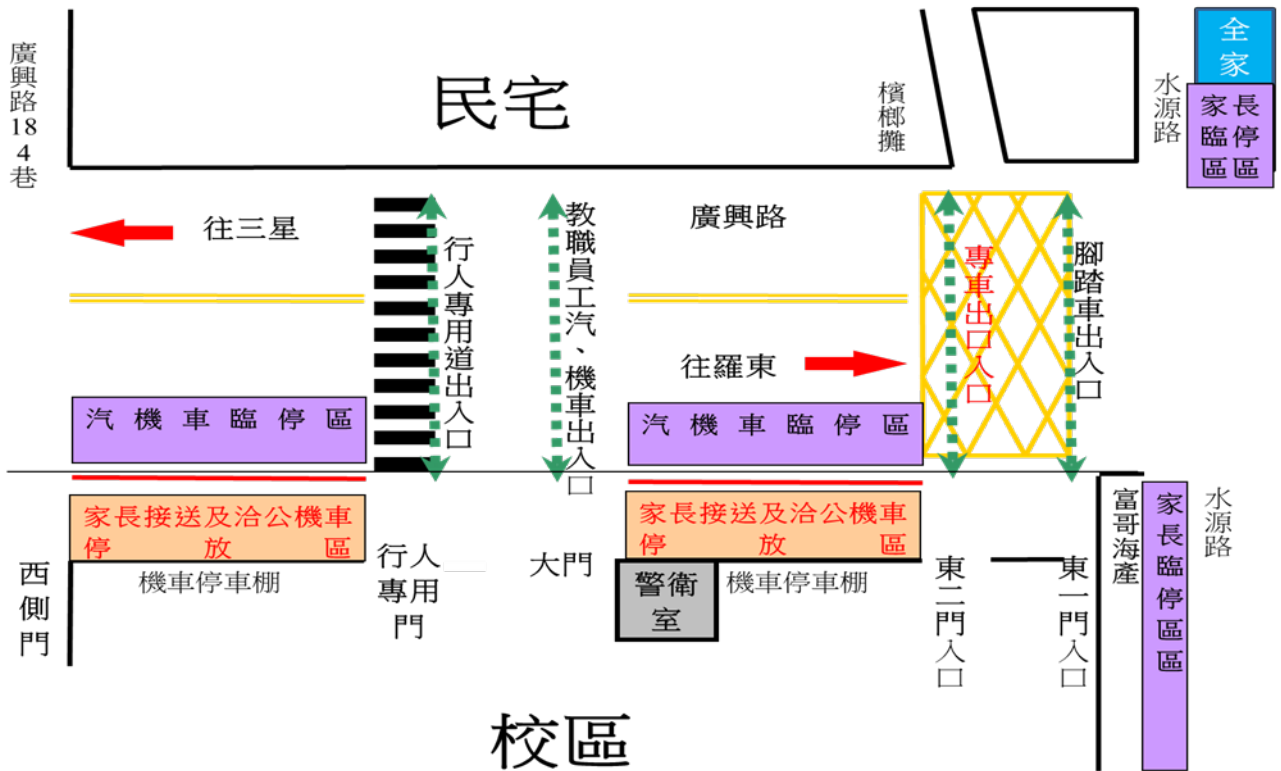 廣興路184巷
民宅
檳榔攤
水源路
全家
家長臨停區區
往三星
行人專用道出入口
教職員工汽、機車出入口
廣興路
專車出口入口
腳踏車出入口
往羅東
汽機車臨停區
汽機車臨停區
家長接送及洽公機車
停放區
家長接送及洽公機車
停放區
富哥海產
家長臨停區區
水源路
西側門
機車停車棚
行人
專用
門
大門
警衛
室
機車停車棚
東二門入口
東一門入口
校區